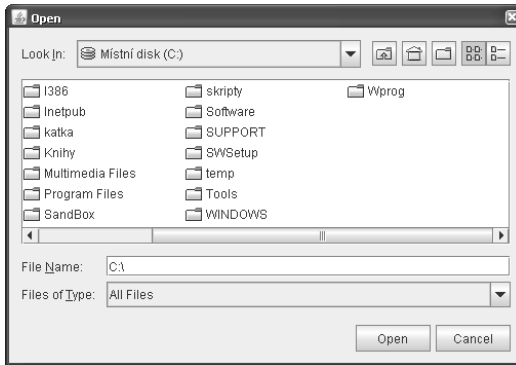 Open
Look In: Místní disk (C:)
I386 skripty Wprog
Inetpub Software
katka SUPPORT
Knihy SWSetup
Multimedia Files temp
Program Files Tools
SandBox WINDOWS
File Name: C:\
Files of Type: All Files
Open Cancel